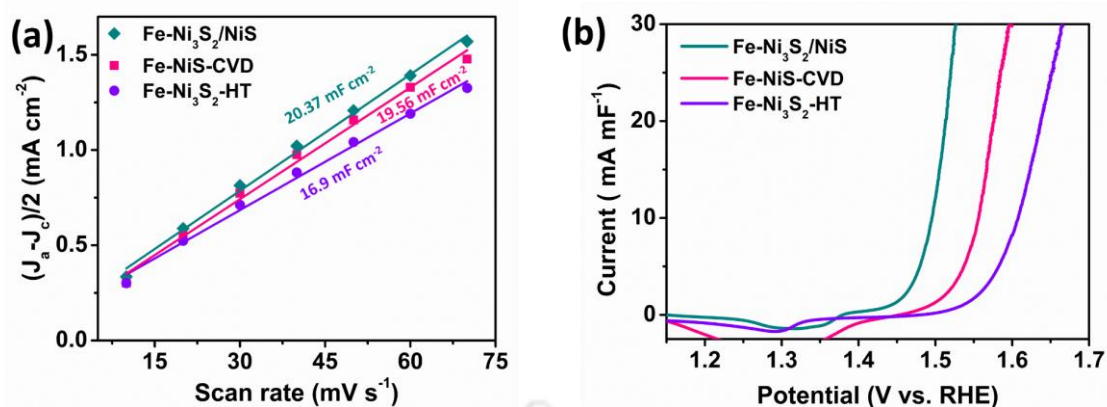 (a)
Fe-Ni₃S₂/NiS
Fe-NiS-CVD
Fe-Ni₃S₂-HT
20.37 mF cm⁻²
19.56 mF cm⁻²
16.9 mF cm⁻²
(Jₐ-J꜀)/2 (mA cm⁻²)
1.5
1.0
0.5
0.0
15 30 45 60 75
Scan rate (mV s⁻¹)
(b)
Fe-Ni₃S₂/NiS
Fe-NiS-CVD
Fe-Ni₃S₂-HT
Current ( mA mF⁻¹)
30
20
10
0
1.2 1.3 1.4 1.5 1.6 1.7
Potential (V vs. RHE)